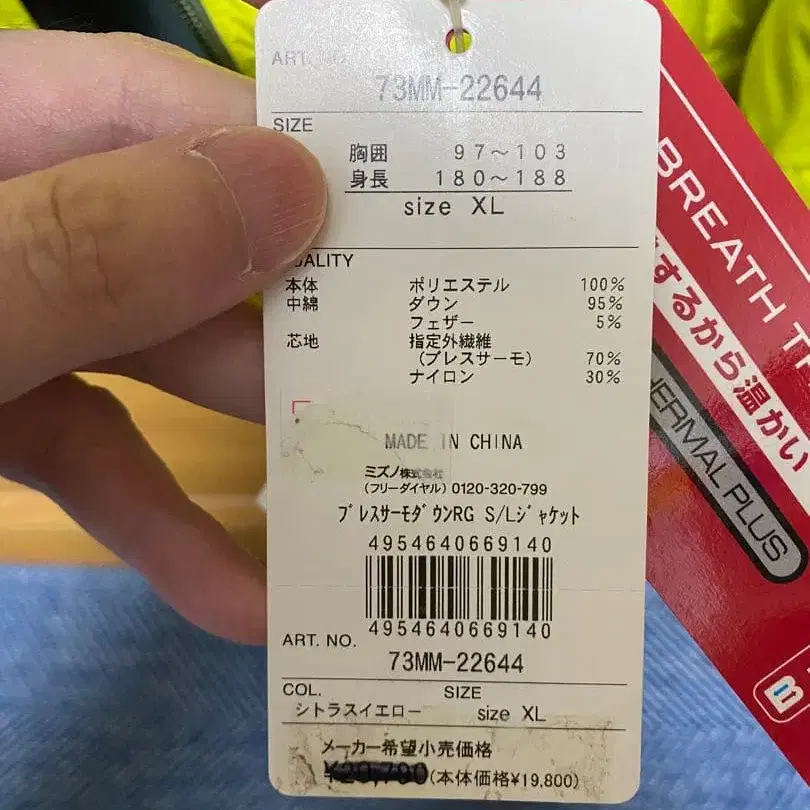 ART. NO.
73MM-22644
SIZE
胸囲 97～103
身長 180～188
size XL
UALITY
本体 ポリエステル 100%
中綿 ダウン 95%
フェザー 5%
芯地 指定外繊維
（ブレスサーモ） 70%
ナイロン 30%
MADE IN CHINA
ミズノ株式会社
(フリーダイヤル) 0120-320-799
ﾌﾞﾚｽｻｰﾓﾀﾞｳﾝRG S/Lｼﾞｬｹｯﾄ
4954640669140
4954640669140
ART. NO.
73MM-22644
COL. SIZE
シトラスイエロー size XL
メーカー希望小売価格
¥20,790(本体価格¥19,800)
BREATH T
するから温かい
HERMAL PLUS
B